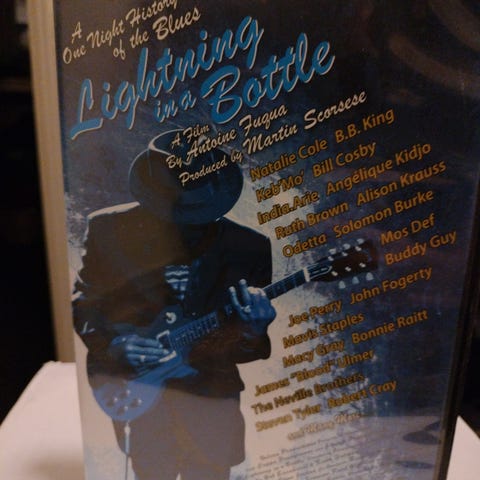 A
One Night History
of the Blues
Lightning
in a
Bottle
A Film
By Antoine Fuqua
Produced by Martin Scorsese
Natalie Cole B.B. King
Keb Mo' Bill Cosby
India.Arie Angélique Kidjo
Ruth Brown Alison Krauss
Odetta Solomon Burke
Mos Def
Buddy Guy
Joe Perry John Fogerty
Mavis Staples
Macy Gray Bonnie Raitt
James "Blood" Ulmer
The Neville Brothers
Steven Tyler Robert Cray